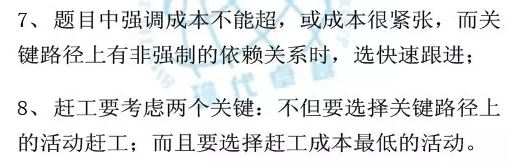 7、题目中强调成本不能超，或成本很紧张，而关
键路径上有非强制的依赖关系时，选快速跟进；
8、赶工要考虑两个关键：不但要选择关键路径上
的活动赶工；而且要选择赶工成本最低的活动。